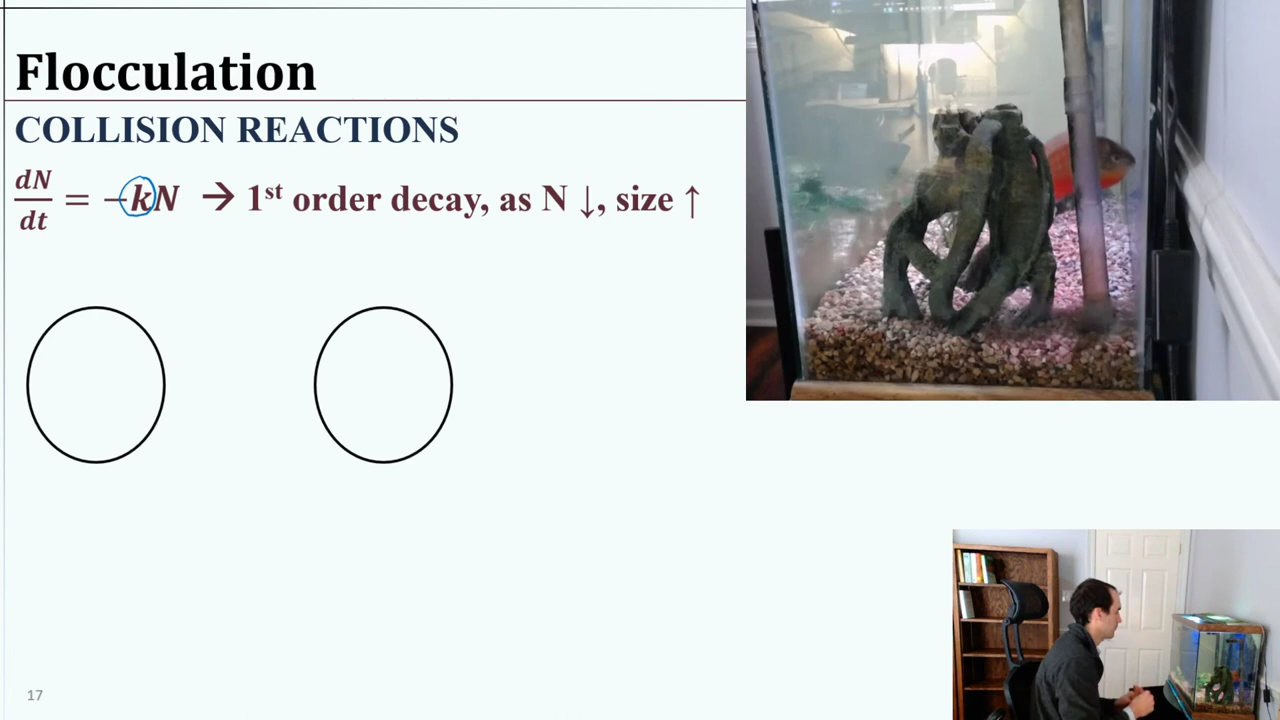 Flocculation
COLLISION REACTIONS
dN/dt = −kN → 1st order decay, as N ↓, size ↑
17